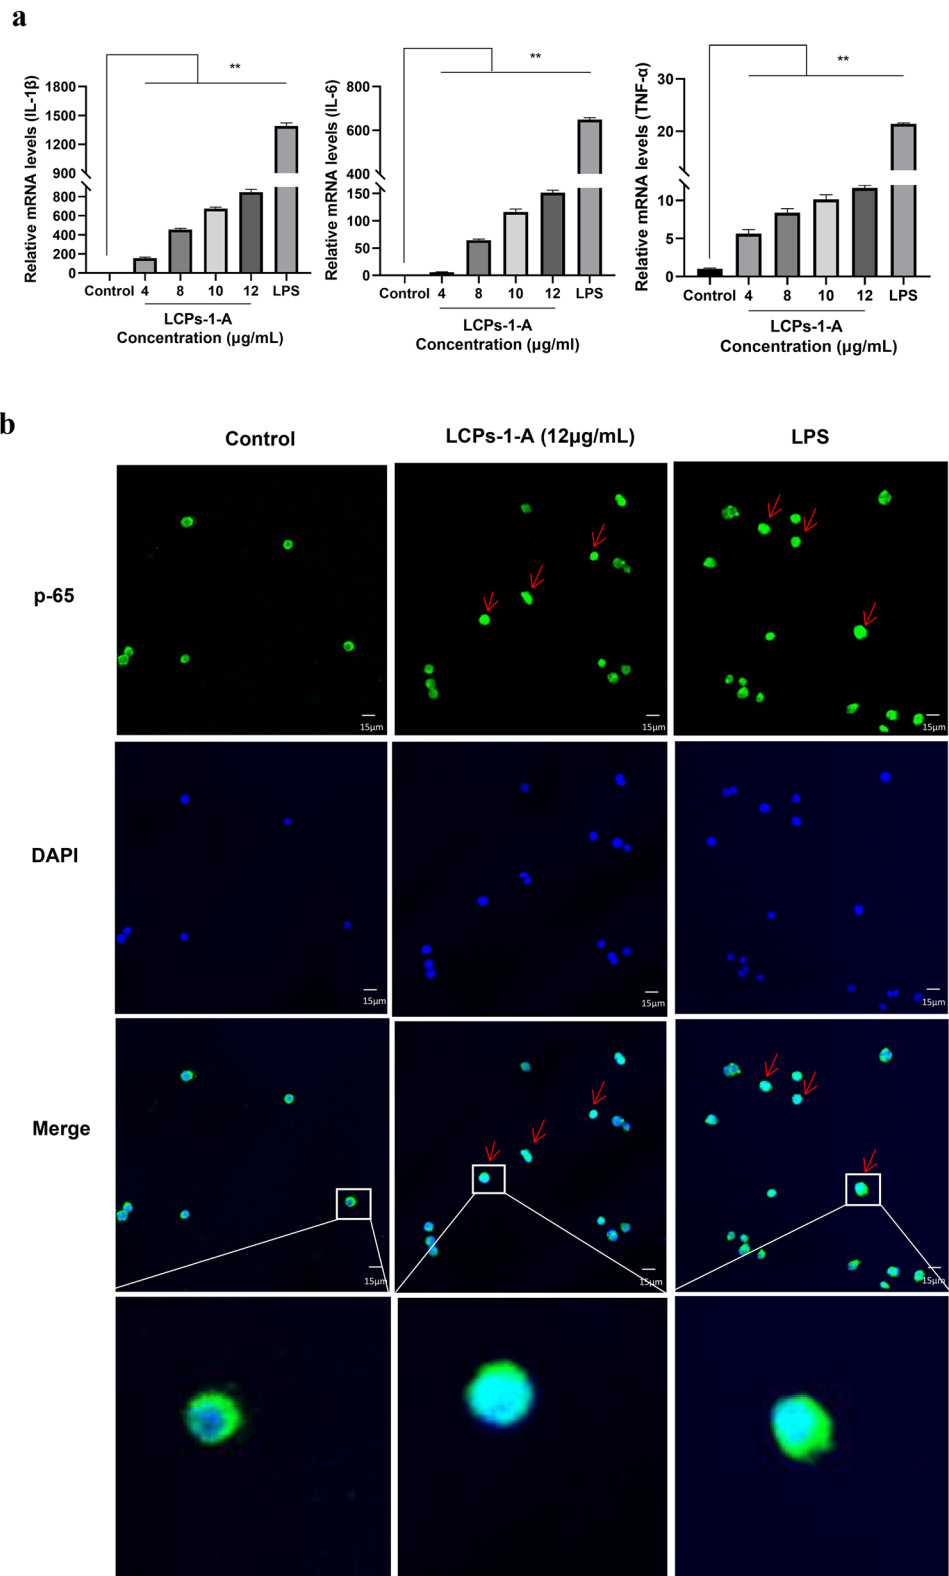 a
Relative mRNA levels (IL-1β)
1800
1500
1200
900
800
600
400
200
0
**
Control 4 8 10 12 LPS
LCPs-1-A
Concentration (μg/mL)
Relative mRNA levels (IL-6)
800
600
400
150
100
50
0
**
Control 4 8 10 12 LPS
LCPs-1-A
Concentration (μg/ml)
Relative mRNA levels (TNF-α)
30
20
10
5
0
**
Control 4 8 10 12 LPS
LCPs-1-A
Concentration (μg/mL)
b
Control LCPs-1-A (12μg/mL) LPS
p-65
15μm 15μm 15μm
DAPI
15μm 15μm 15μm
Merge
15μm 15μm 15μm